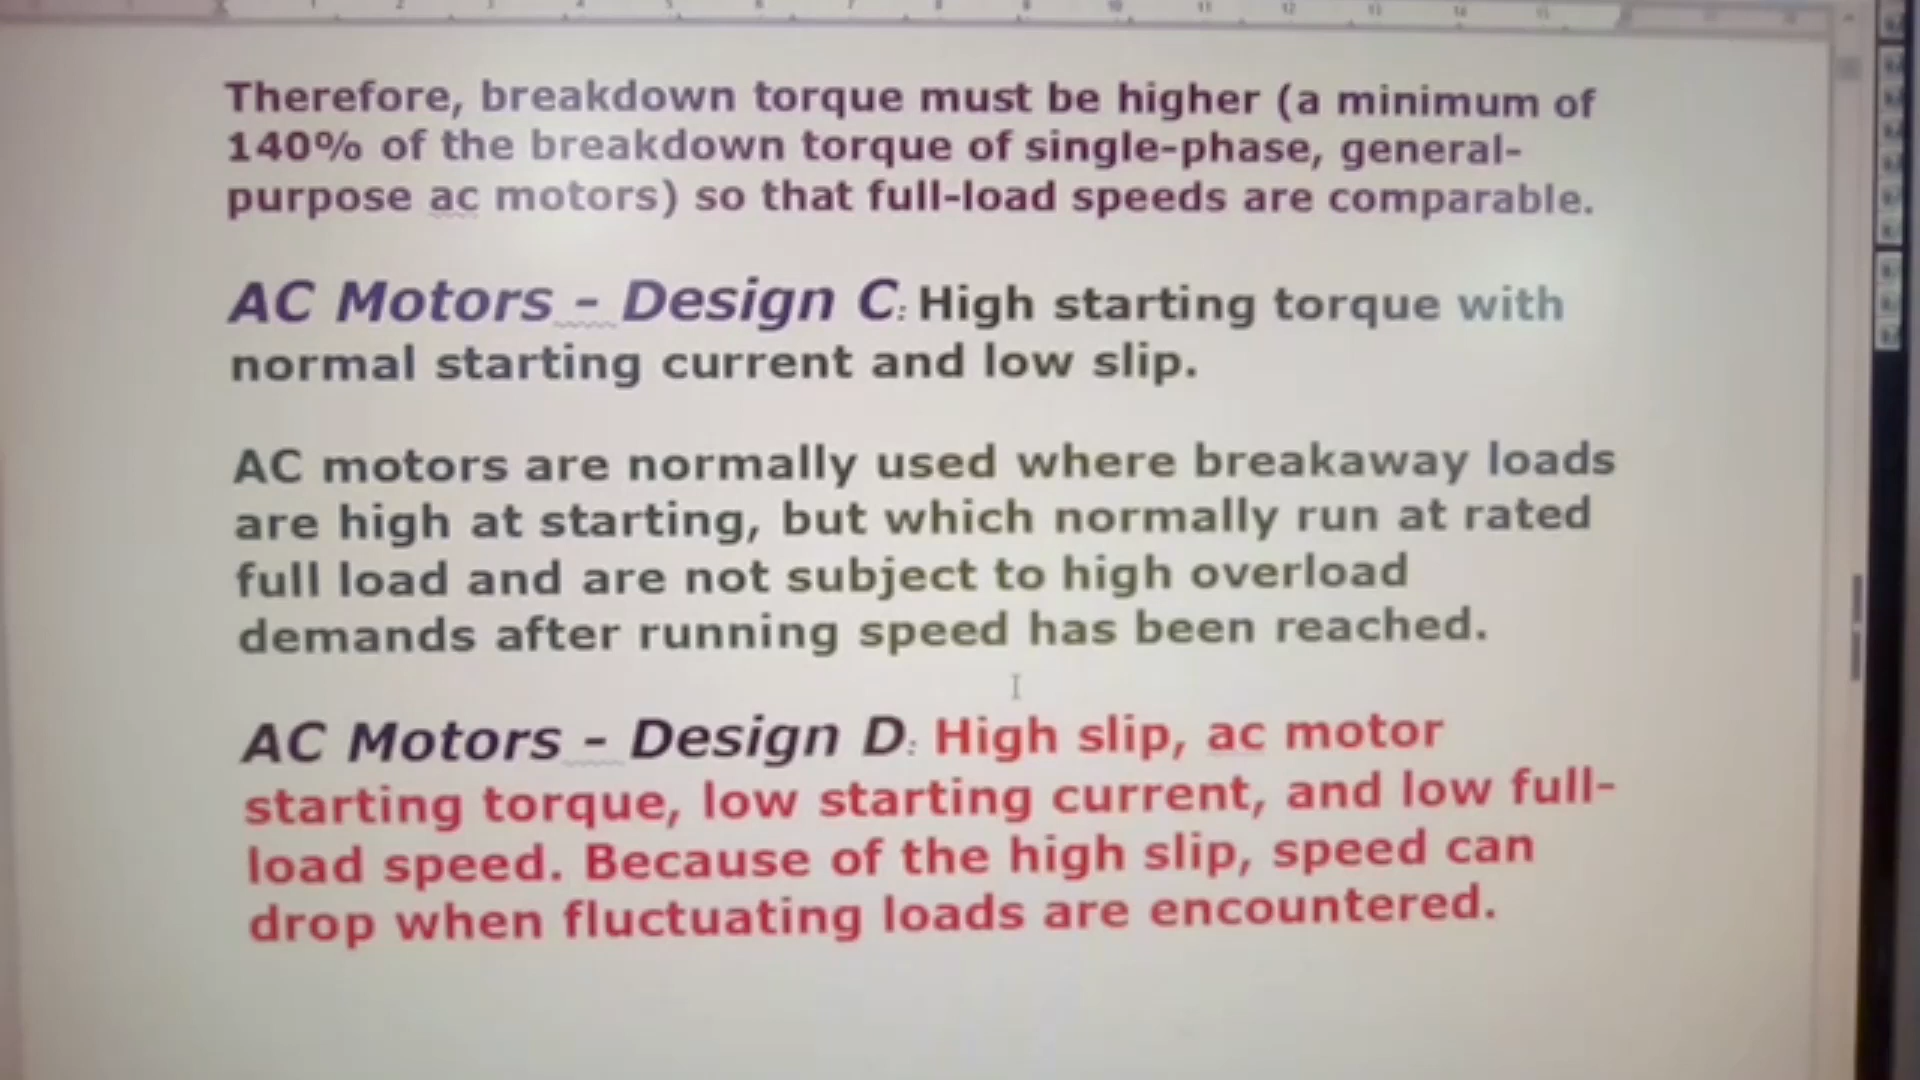 Therefore, breakdown torque must be higher (a minimum of
140% of the breakdown torque of single-phase, general-
purpose ac motors) so that full-load speeds are comparable.
AC Motors - Design C: High starting torque with
normal starting current and low slip.
AC motors are normally used where breakaway loads
are high at starting, but which normally run at rated
full load and are not subject to high overload
demands after running speed has been reached.
AC Motors - Design D: High slip, ac motor
starting torque, low starting current, and low full-
load speed. Because of the high slip, speed can
drop when fluctuating loads are encountered.